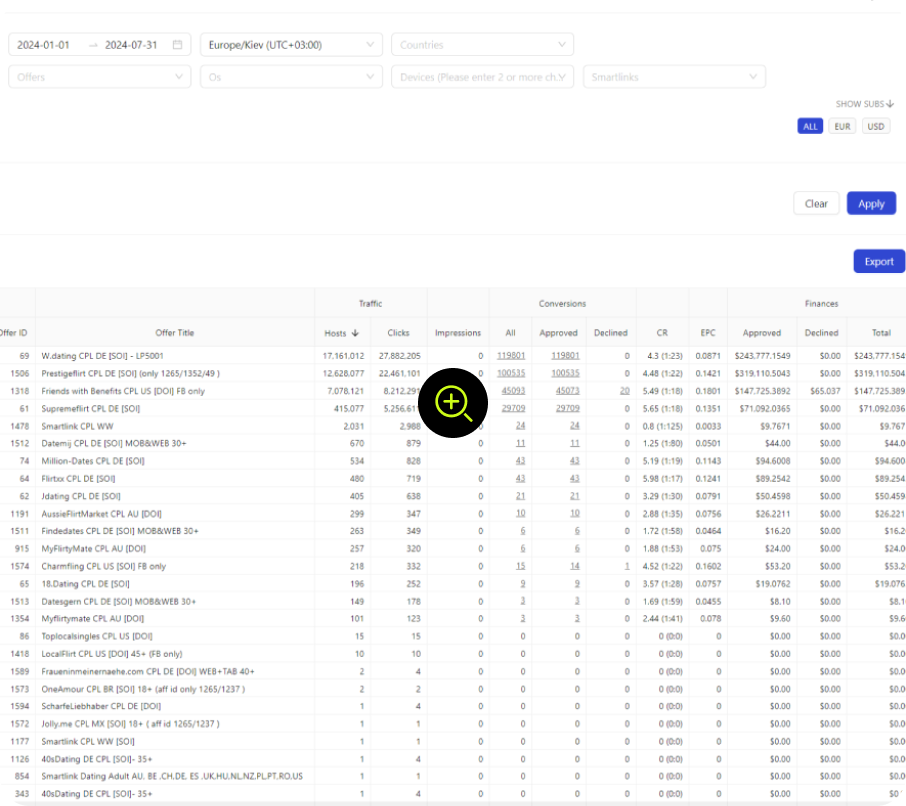 2024-01-01 → 2024-07-31 Europe/Kiev (UTC+03:00) Countries
Offers Os Devices (Please enter 2 or more ch. Smartlinks
SHOW SUBS↓
ALL EUR USD
Clear Apply
Export
Traffic Conversions Finances
Offer ID Offer Title Hosts ↓ Clicks Impressions All Approved Declined CR EPC Approved Declined Total
69 W.dating CPL DE [SOI] - LP5001 17.161.012 27.882.205 0 119801 119801 0 4.3 (1:23) 0.0871 $243.777.1549 $0.00 $243.777.154
1506 Prestigeflirt CPL DE [SOI] (only 1265/1352/49 ) 12.628.077 22.461.101 0 100535 100535 0 4.48 (1:22) 0.1421 $319.110.5043 $0.00 $319.110.504
1318 Friends with Benefits CPL US [DOI] FB only 7.078.121 8.212.291 0 45093 45073 20 5.49 (1:18) 0.1801 $147.725.3892 $65.037 $147.725.389
61 Supremeflirt CPL DE [SOI] 415.077 5.256.61 0 29709 29709 0 5.65 (1:18) 0.1351 $71.092.0365 $0.00 $71.092.036
1478 Smartlink CPL WW 2.031 2.988 0 24 24 0 0.8 (1:125) 0.0033 $9.7671 $0.00 $9.767
1512 Datemij CPL DE [SOI] MOB&WEB 30+ 670 879 0 11 11 0 1.25 (1:80) 0.0501 $44.00 $0.00 $44.0
74 Million-Dates CPL DE [SOI] 534 828 0 43 43 0 5.19 (1:19) 0.1143 $94.6008 $0.00 $94.600
64 Flirtxx CPL DE [SOI] 480 719 0 43 43 0 5.98 (1:17) 0.1241 $89.2542 $0.00 $89.254
62 Jdating CPL DE [SOI] 405 638 0 21 21 0 3.29 (1:30) 0.0791 $50.4598 $0.00 $50.459
1191 AussieFlirtMarket CPL AU [DOI] 299 347 0 10 10 0 2.88 (1:35) 0.0756 $26.2211 $0.00 $26.221
1511 Findedates CPL DE [SOI] MOB&WEB 30+ 263 349 0 6 6 0 1.72 (1:58) 0.0464 $16.20 $0.00 $16.2
915 MyFlirtyMate CPL AU [DOI] 257 320 0 6 6 0 1.88 (1:53) 0.075 $24.00 $0.00 $24.0
1574 Charmfling CPL US [SOI] FB only 218 332 0 15 14 1 4.52 (1:22) 0.1602 $53.20 $0.00 $53.2
65 18.Dating CPL DE [SOI] 196 252 0 9 9 0 3.57 (1:28) 0.0757 $19.0762 $0.00 $19.076
1513 Datesgern CPL DE [SOI] MOB&WEB 30+ 149 178 0 3 3 0 1.69 (1:59) 0.0455 $8.10 $0.00 $8.1
1354 Myflirtymate CPL AU [DOI] 101 123 0 3 3 0 2.44 (1:41) 0.078 $9.60 $0.00 $9.6
86 Toplocalsingles CPL US [DOI] 15 15 0 0 0 0 0 (0:0) 0 $0.00 $0.00 $0.0
1418 LocalFlirt CPL US [DOI] 45+ (FB only) 10 10 0 0 0 0 0 (0:0) 0 $0.00 $0.00 $0.0
1589 Fraueninmeinernaehe.com CPL DE [DOI] WEB+TAB 40+ 2 4 0 0 0 0 0 (0:0) 0 $0.00 $0.00 $0.0
1573 OneAmour CPL BR [SOI] 18+ (aff id only 1265/1237 ) 2 2 0 0 0 0 0 (0:0) 0 $0.00 $0.00 $0.0
1594 ScharfeLiebhaber CPL DE [DOI] 1 4 0 0 0 0 0 (0:0) 0 $0.00 $0.00 $0.0
1572 Jolly.me CPL MX [SOI] 18+ ( aff id 1265/1237 ) 1 1 0 0 0 0 0 (0:0) 0 $0.00 $0.00 $0.0
1177 Smartlink CPL WW [SOI] 1 1 0 0 0 0 0 (0:0) 0 $0.00 $0.00 $0.0
1126 40sDating DE CPL [SOI]- 35+ 1 4 0 0 0 0 0 (0:0) 0 $0.00 $0.00 $0.0
854 Smartlink Dating Adult AU. BE .CH.DE. ES .UK.HU.NL.NZ.PL.PT.RO.US 1 1 0 0 0 0 0 (0:0) 0 $0.00 $0.00 $0.0
343 40sDating DE CPL [SOI]- 35+ 1 4 0 0 0 0 0 (0:0) 0 $0.00 $0.00 $0